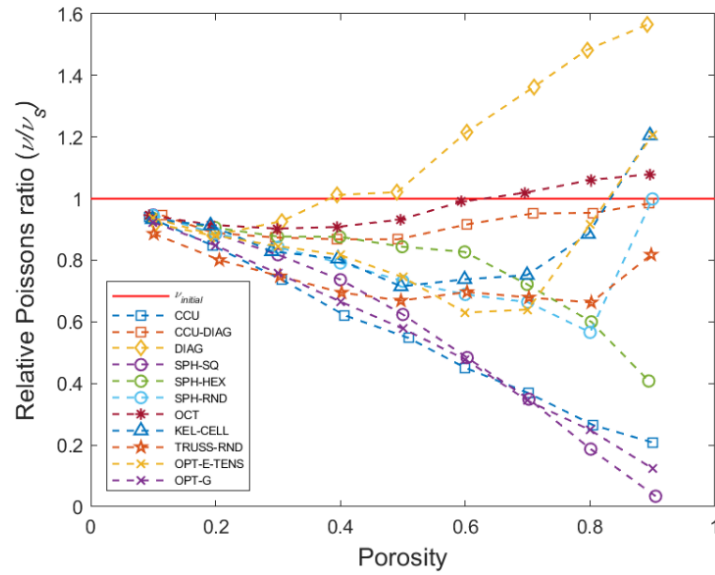 Relative Poissons ratio (ν/νs)
1.6
1.4
1.2
1
0.8
0.6
0.4
0.2
0
νinitial
CCU
CCU-DIAG
DIAG
SPH-SQ
SPH-HEX
SPH-RND
OCT
KEL-CELL
TRUSS-RND
OPT-E-TENS
OPT-G
0
0.2
0.4
0.6
0.8
1
Porosity